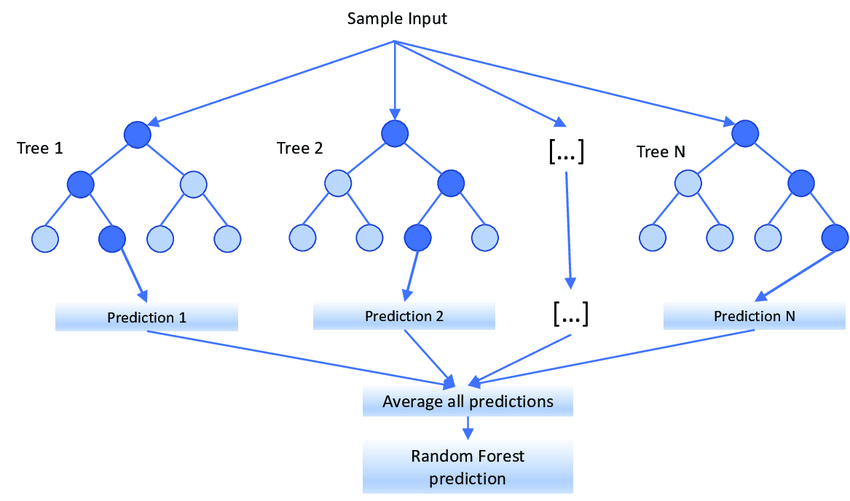 Sample Input
Tree 1
Tree 2
[...]
Tree N
Prediction 1
Prediction 2
[...]
Prediction N
Average all predictions
Random Forest
prediction